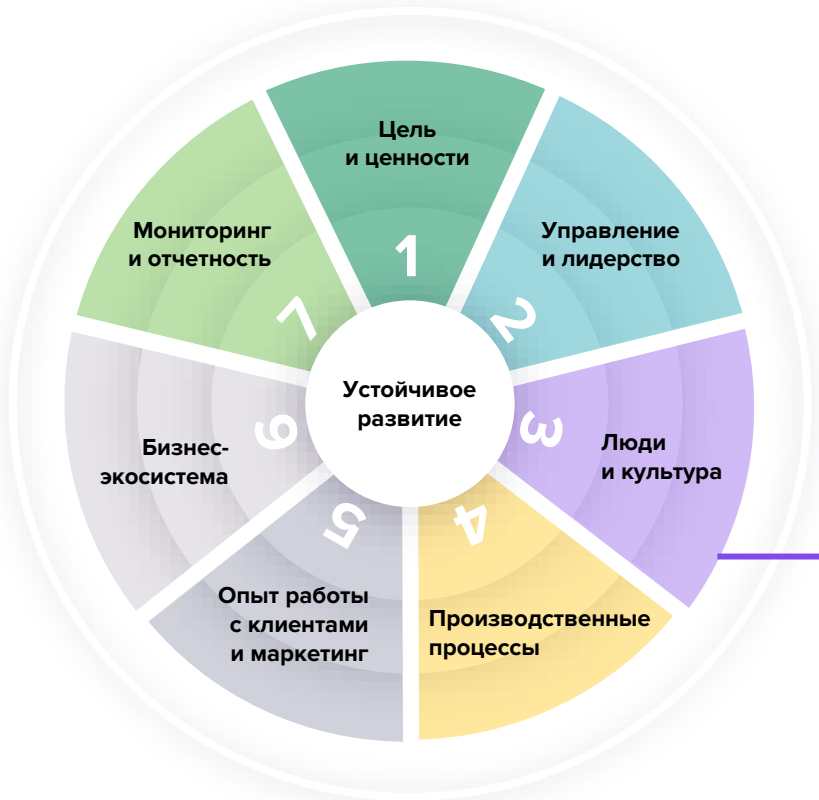 Цель
и ценности
1
Управление
и лидерство
2
Люди
и культура
3
Производственные
процессы
4
Опыт работы
с клиентами
и маркетинг
5
Бизнес-
экосистема
6
Мониторинг
и отчетность
7
Устойчивое
развитие